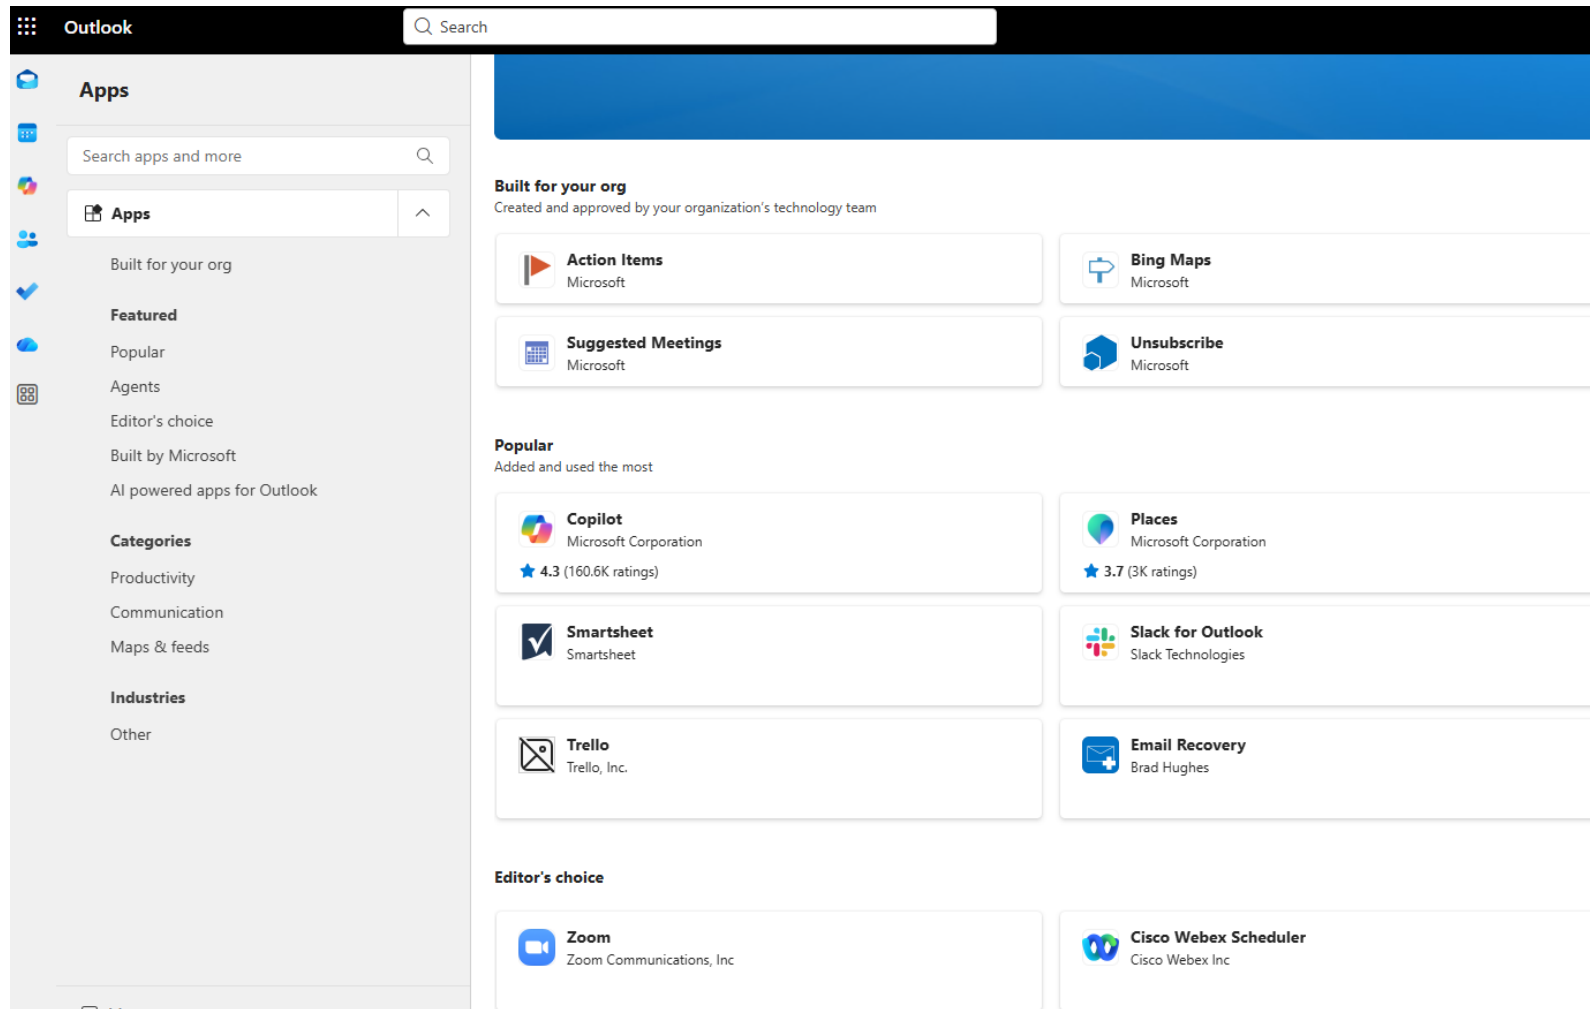 Outlook
Search
Apps
Search apps and more
Apps
Built for your org
Featured
Popular
Agents
Editor's choice
Built by Microsoft
AI powered apps for Outlook
Categories
Productivity
Communication
Maps & feeds
Industries
Other
Built for your org
Created and approved by your organization's technology team
Action Items
Microsoft
Bing Maps
Microsoft
Suggested Meetings
Microsoft
Unsubscribe
Microsoft
Popular
Added and used the most
Copilot
Microsoft Corporation
4.3 (160.6K ratings)
Places
Microsoft Corporation
3.7 (3K ratings)
Smartsheet
Smartsheet
Slack for Outlook
Slack Technologies
Trello
Trello, Inc.
Email Recovery
Brad Hughes
Editor's choice
Zoom
Zoom Communications, Inc
Cisco Webex Scheduler
Cisco Webex Inc